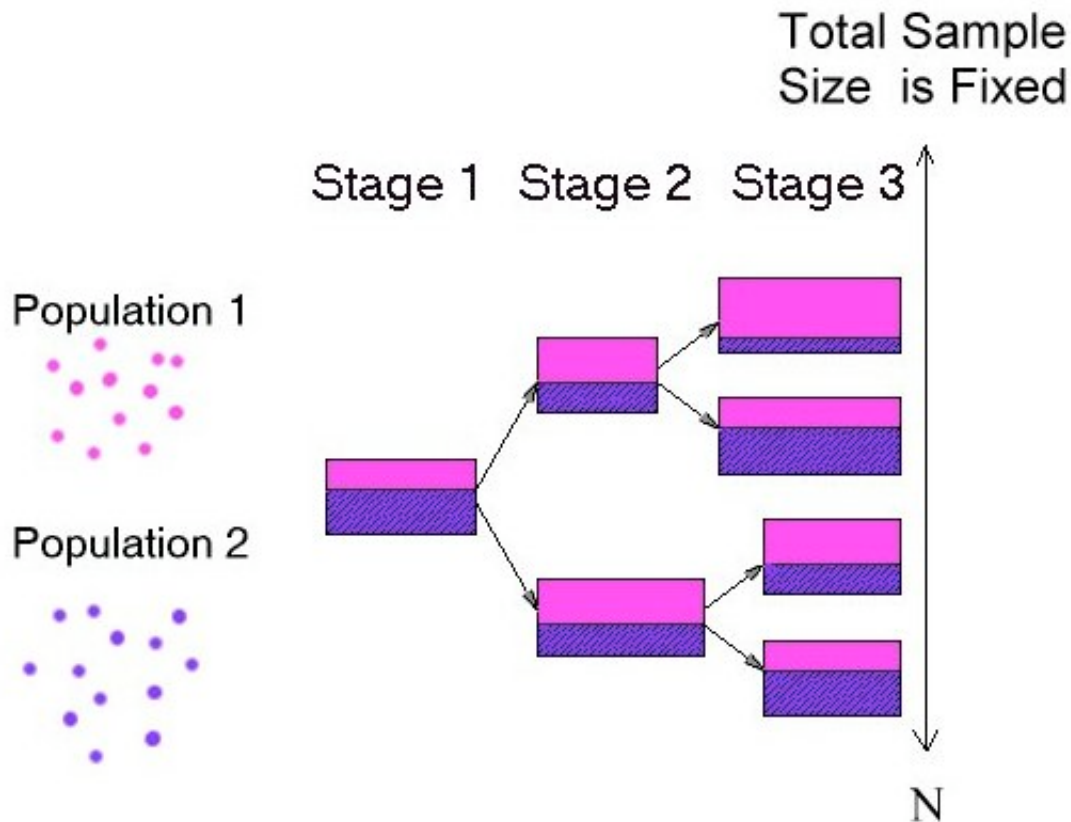 Total Sample
Size is Fixed
Stage 1 Stage 2 Stage 3
Population 1
Population 2
N